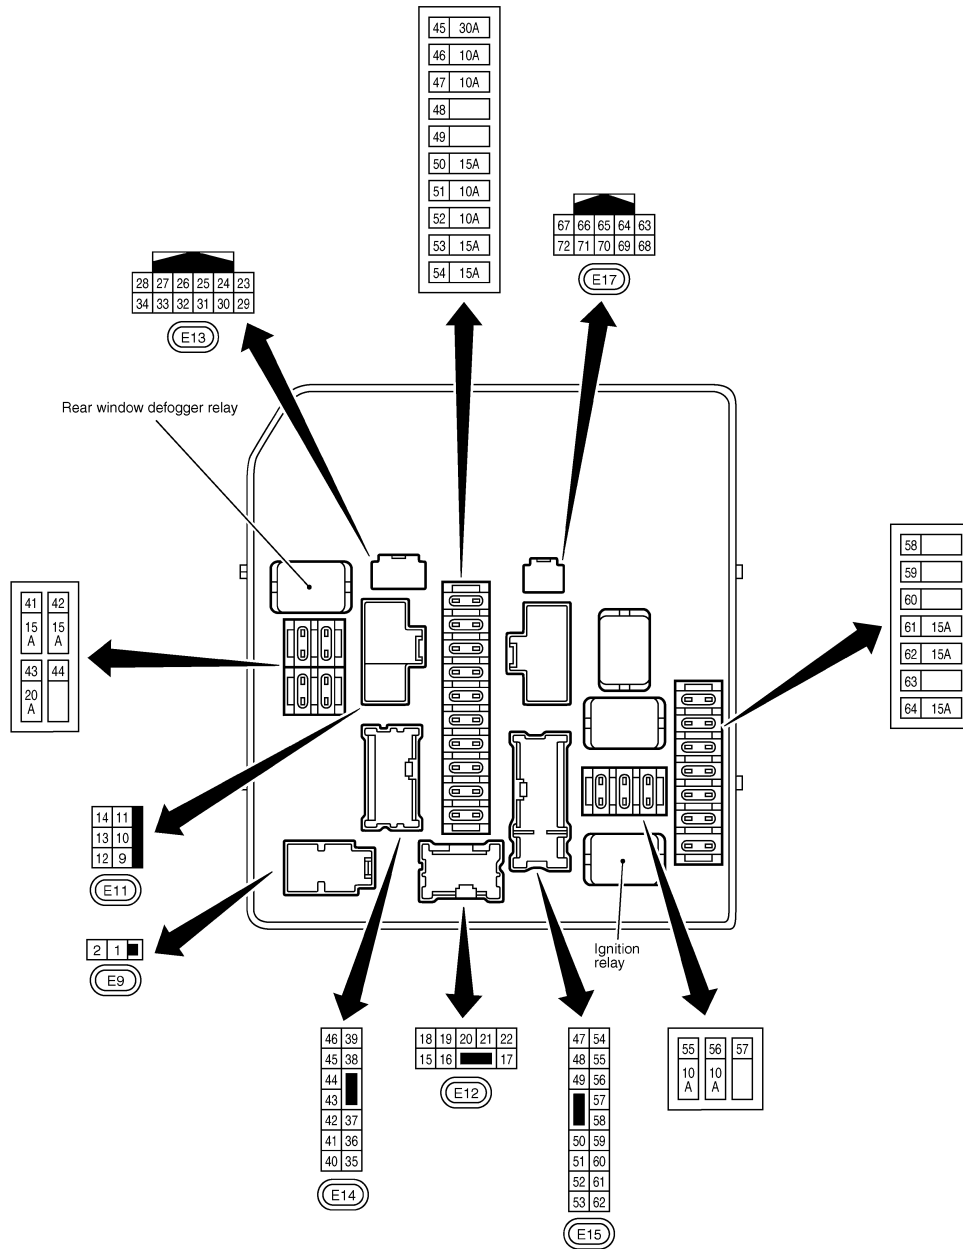 45 30A
46 10A
47 10A
48
49
50 15A
51 10A
52 10A
53 15A
54 15A
67 66 65 64 63
72 71 70 69 68
E17
28 27 26 25 24 23
34 33 32 31 30 29
E13
Rear window defogger relay
58
59
60
61 15A
62 15A
63
64 15A
41 42
15 15
A A
43 44
20
A
14 11
13 10
12 9
E11
2 1
E9
Ignition
relay
46 39
45 38
44
43
42 37
41 36
40 35
E14
18 19 20 21 22
15 16 17
E12
47 54
48 55
49 56
57
58
50 59
51 60
52 61
53 62
E15
55 56 57
10 10
A A